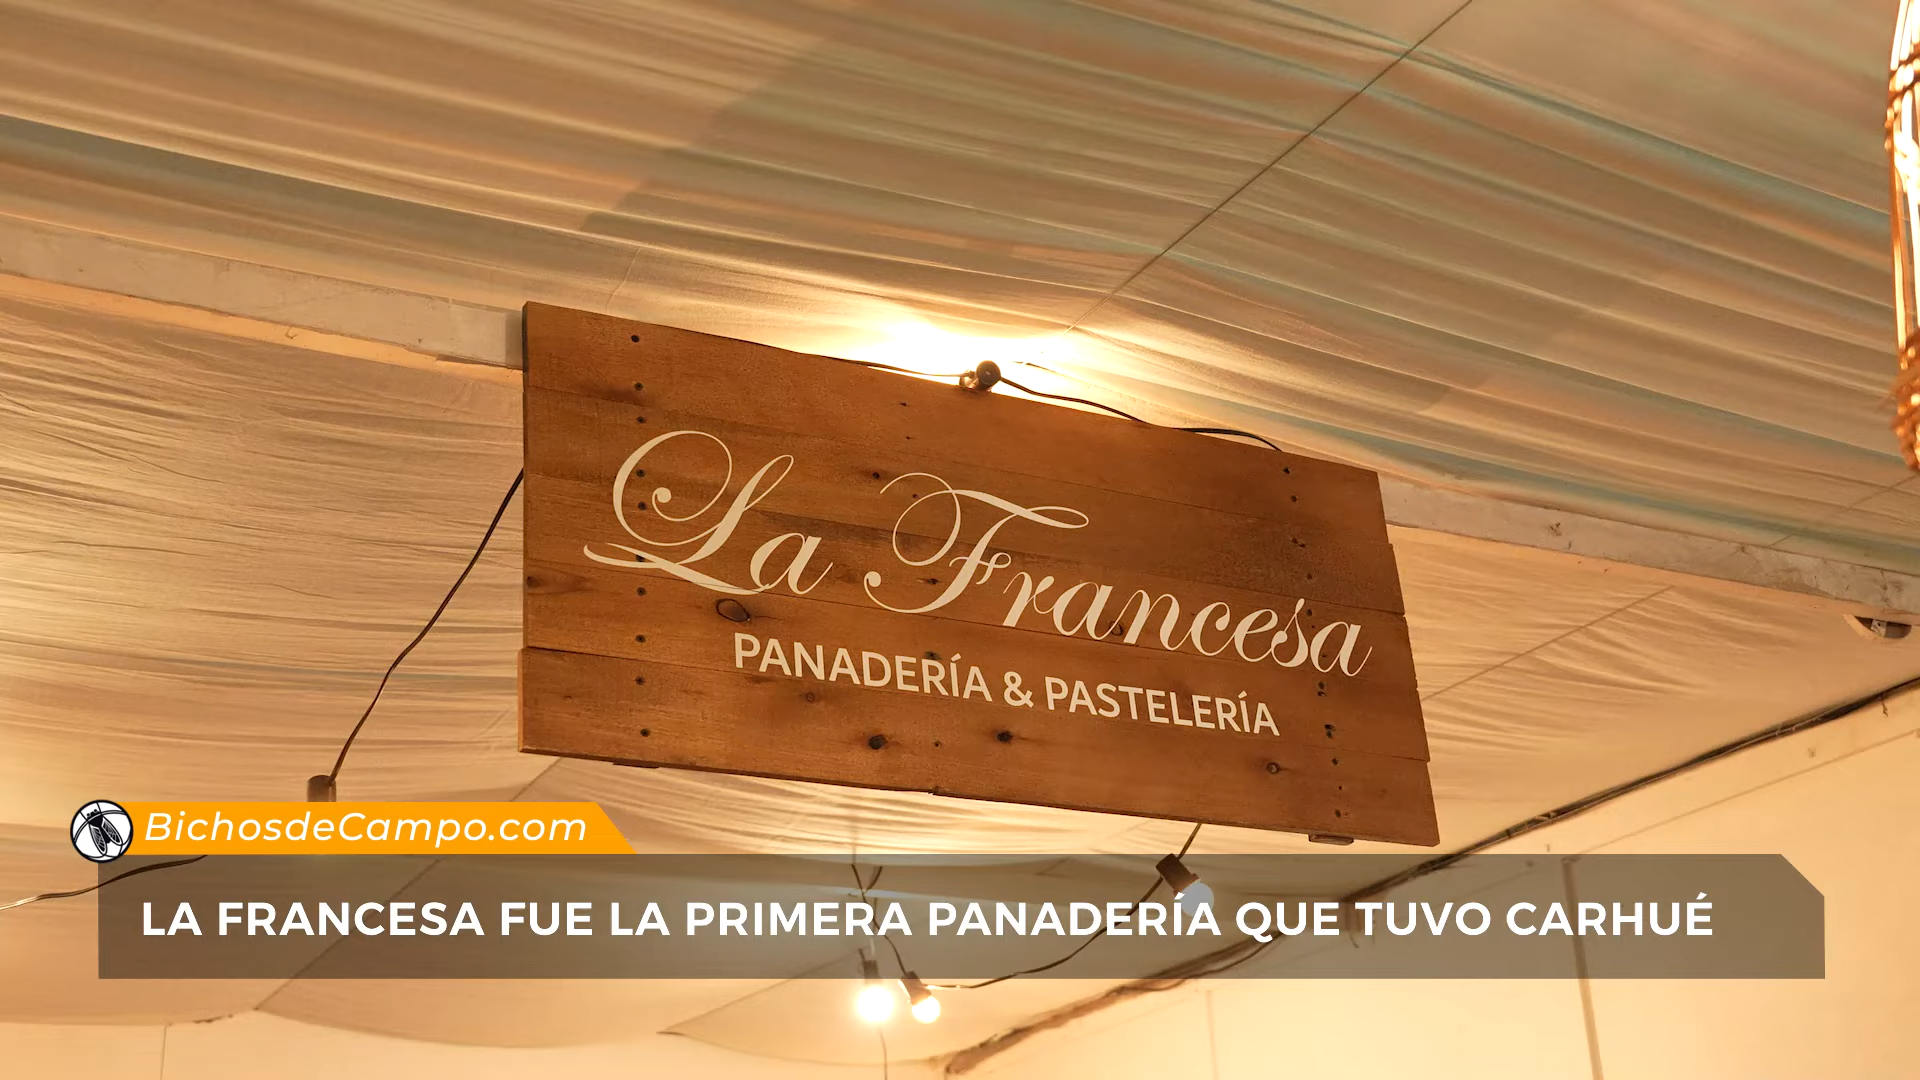 La Francesa
PANADERÍA & PASTELERÍA
BichosdeCampo.com
LA FRANCESA FUE LA PRIMERA PANADERÍA QUE TUVO CARHUÉ